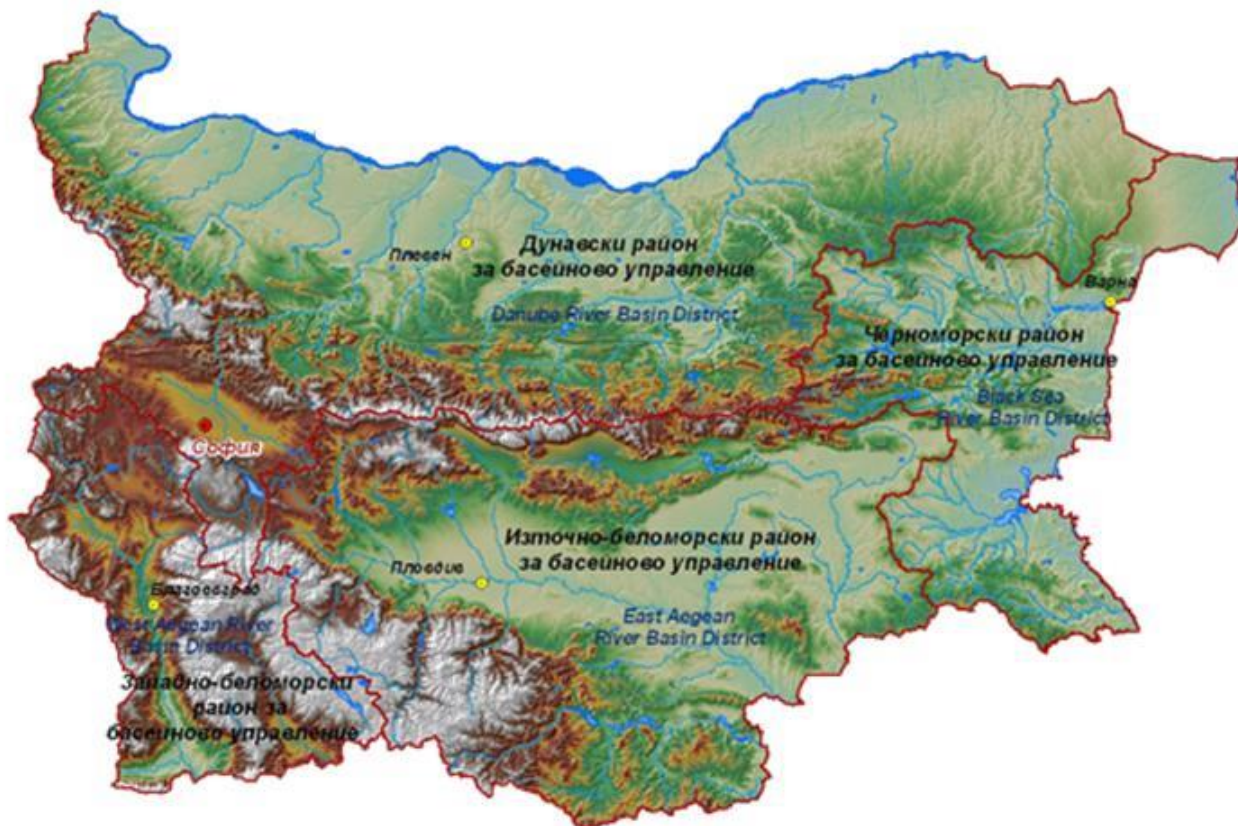 Плевен
Дунавски район
за басейново управление
Danube River Basin District
Варна
Черноморски район
за басейново управление
Black Sea
River Basin District
София
Източно-беломорски район
за басейново управление
Пловдив
East Aegean
River Basin District
Благоевград
West Aegean River
Basin District
Западно-беломорски
район за
басейново управление